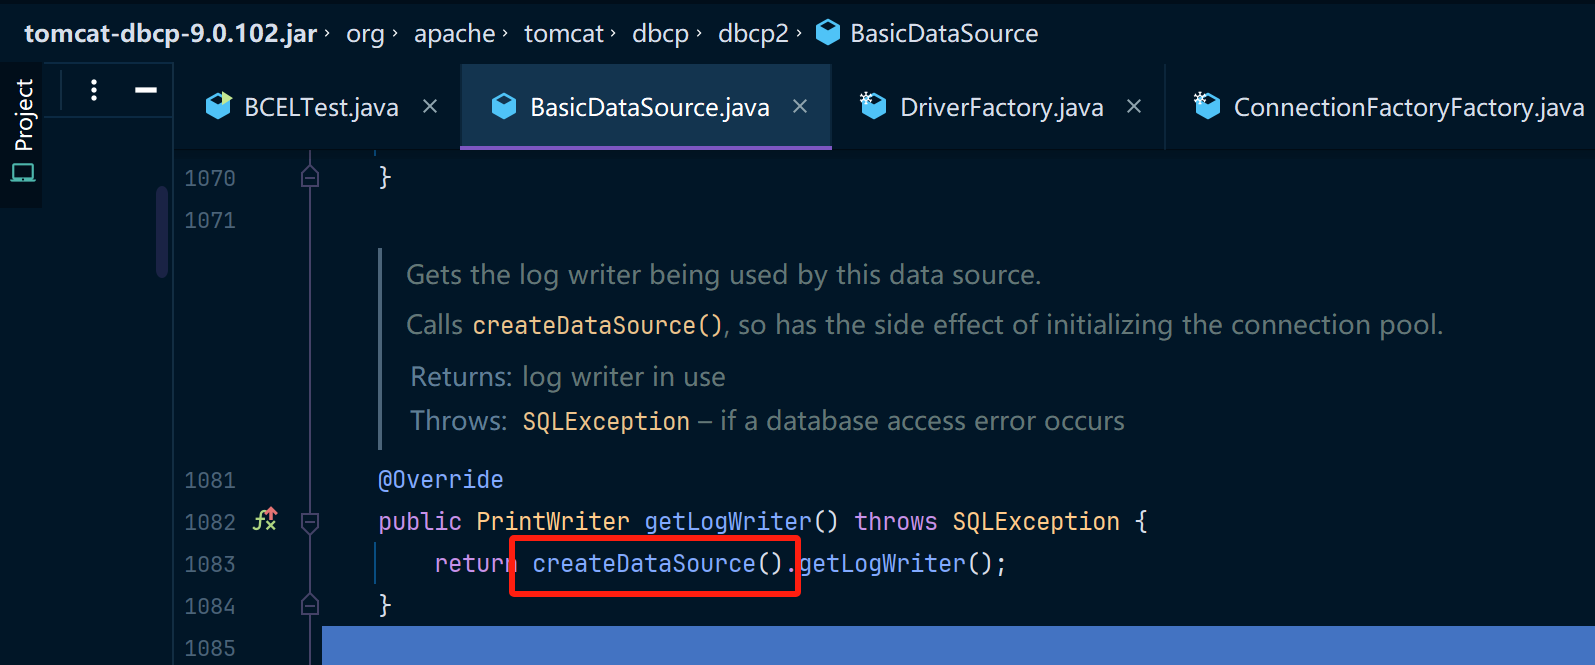 tomcat-dbcp-9.0.102.jar › org › apache › tomcat › dbcp › dbcp2 › BasicDataSource
Project
BCELTest.java × BasicDataSource.java × DriverFactory.java × ConnectionFactoryFactory.java
1070 }
1071
Gets the log writer being used by this data source.
Calls createDataSource(), so has the side effect of initializing the connection pool.
Returns: log writer in use
Throws: SQLException – if a database access error occurs
1081 @Override
1082 public PrintWriter getLogWriter() throws SQLException {
1083 return createDataSource().getLogWriter();
1084 }
1085